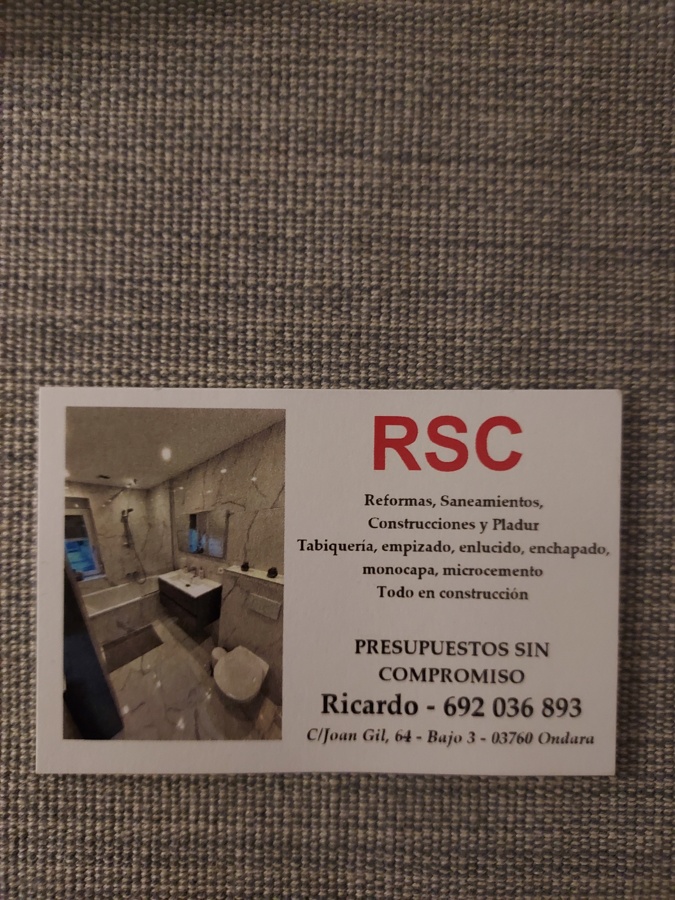 RSC
Reformas, Saneamientos,
Construcciones y Pladur
Tabiqueria, empizado, enlucido, enchapado,
monocapa, microcemento
Todo en construcción
PRESUPUESTOS SIN
COMPROMISO
Ricardo - 692 036 893
C/Joan Gil, 64 - Bajo 3 - 03760 Ondara